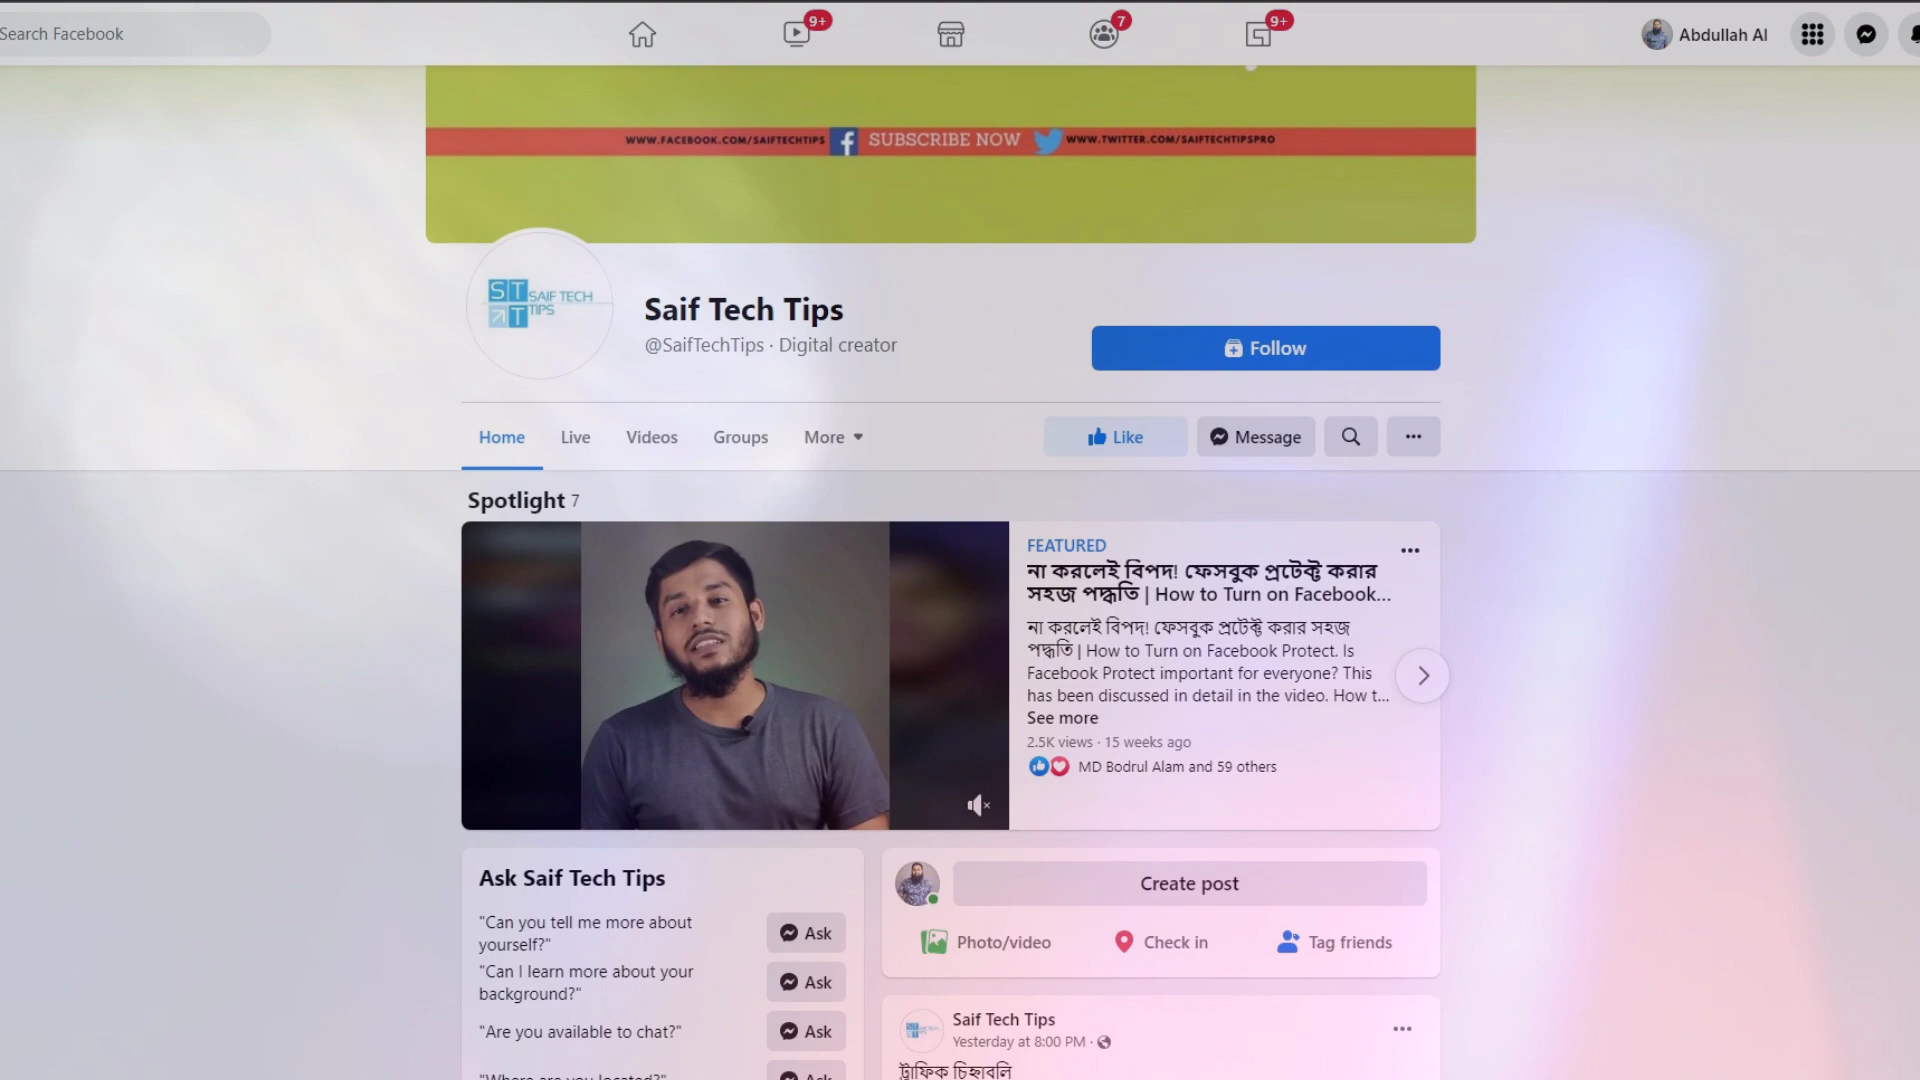 Search Facebook
9+
7
9+
Abdullah Al
WWW.FACEBOOK.COM/SAIFTECHTIPS f SUBSCRIBE NOW WWW.TWITTER.COM/SAIFTECHTIPSPRO
ST SAIF TECH
T TIPS
Saif Tech Tips
@SaifTechTips · Digital creator
Follow
Home
Live
Videos
Groups
More
Like
Message
Spotlight 7
FEATURED
না করলেই বিপদ! ফেসবুক প্রটেক্ট করার
সহজ পদ্ধতি | How to Turn on Facebook...
না করলেই বিপদ! ফেসবুক প্রটেক্ট করার সহজ
পদ্ধতি | How to Turn on Facebook Protect. Is
Facebook Protect important for everyone? This
has been discussed in detail in the video. How t...
See more
2.5K views · 15 weeks ago
MD Bodrul Alam and 59 others
Ask Saif Tech Tips
"Can you tell me more about
yourself?"
Ask
"Can I learn more about your
background?"
Ask
"Are you available to chat?"
Ask
"Where are you located?"
Ask
Create post
Photo/video
Check in
Tag friends
Saif Tech Tips
Yesterday at 8:00 PM ·
ট্রাফিক চিহ্নাবলি